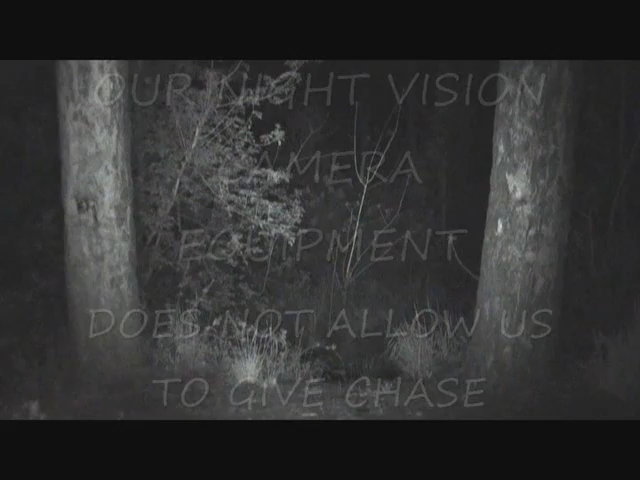 OUR NIGHT VISION
CAMERA
EQUIPMENT
DOES NOT ALLOW US
TO GIVE CHASE